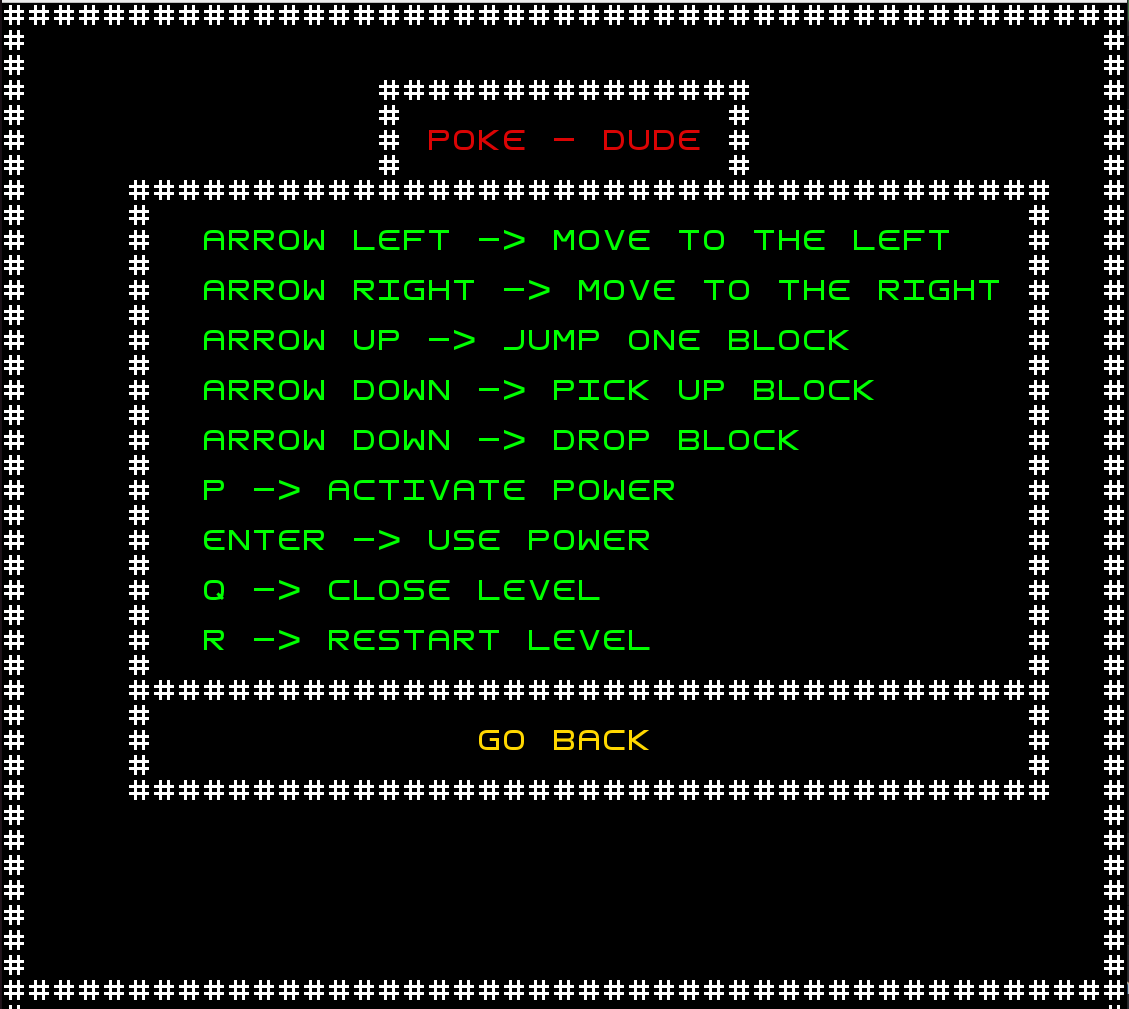 POKE - DUDE
ARROW LEFT -> MOVE TO THE LEFT
ARROW RIGHT -> MOVE TO THE RIGHT
ARROW UP -> JUMP ONE BLOCK
ARROW DOWN -> PICK UP BLOCK
ARROW DOWN -> DROP BLOCK
P -> ACTIVATE POWER
ENTER -> USE POWER
Q -> CLOSE LEVEL
R -> RESTART LEVEL
GO BACK